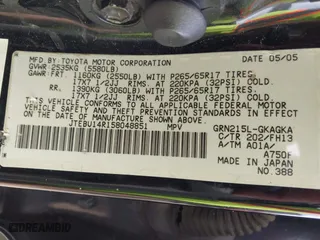 MFD. BY TOYOTA MOTOR CORPORATION 05/05
GVWR 2535KG (5580LB)
GAWR FRT. 1160KG (2550LB) WITH P265/65R17 TIRES,
17X7 1/2JJ RIMS, AT 220KPA (32PSI) COLD.
RR. 1390KG (3060LB) WITH P265/65R17 TIRES,
17X7 1/2JJ RIMS, AT 220KPA (32PSI) COLD.
THIS VEHICLE CONFORMS TO ALL APPLICABLE
FEDERAL MOTOR VEHICLE SAFETY AND THEFT
PREVENTION STANDARDS IN EFFECT ON THE DATE
OF MANUFACTURE SHOWN ABOVE.
JTEBU14R158048851 MPV GRN215L-GKAGKA
C/TR 202/FH13
A/TM A01A/
A750F
MADE IN JAPAN
NO.388